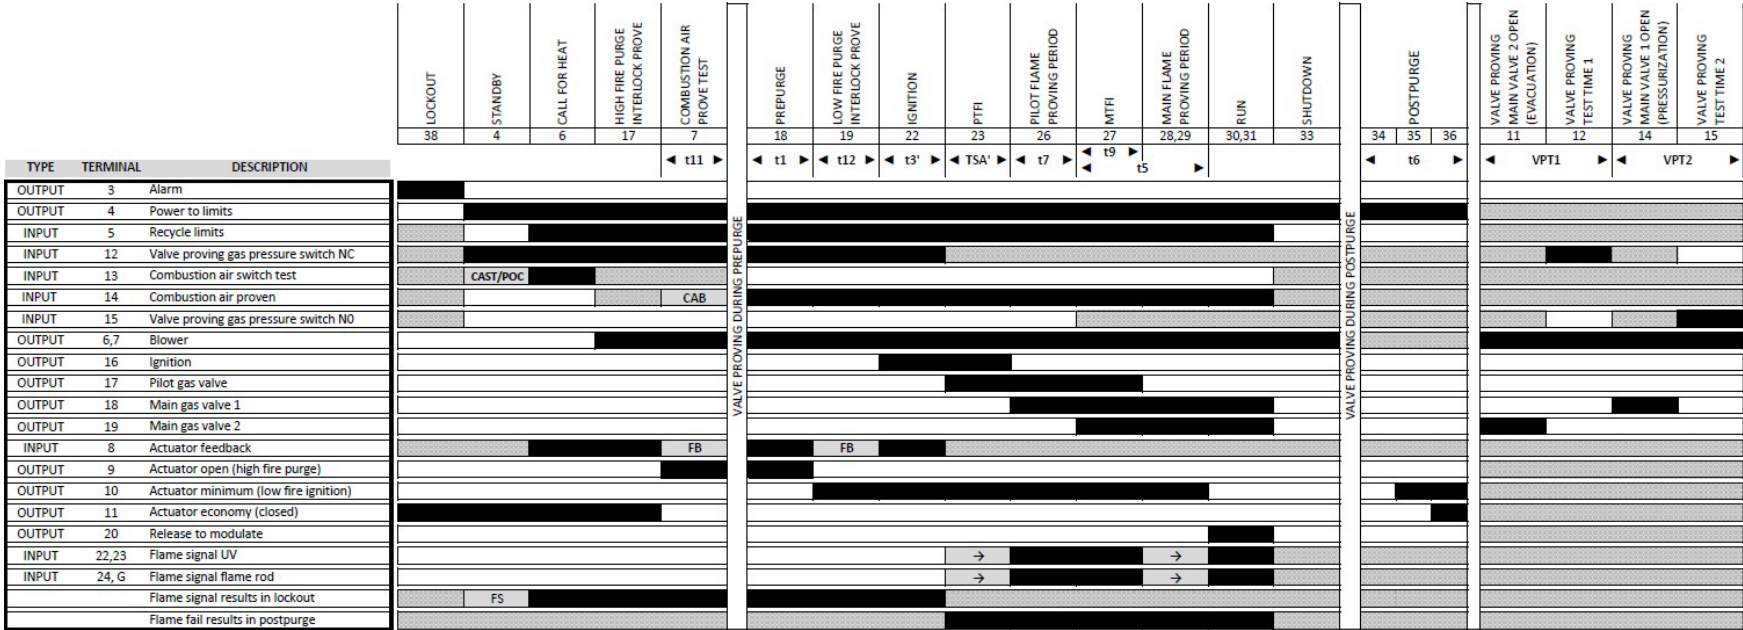 LOCKOUT
STANDBY
CALL FOR HEAT
HIGH FIRE PURGE
INTERLOCK PROVE
COMBUSTION AIR
PROVE TEST
PREPURGE
LOW FIRE PURGE
INTERLOCK PROVE
IGNITION
PTFI
PILOT FLAME
PROVING PERIOD
MTFI
MAIN FLAME
PROVING PERIOD
RUN
SHUTDOWN
POSTPURGE
VALVE PROVING
MAIN VALVE 2 OPEN
(EVACUATION)
VALVE PROVING
TEST TIME 1
VALVE PROVING
MAIN VALVE 1 OPEN
(PRESSURIZATION)
VALVE PROVING
TEST TIME 2
38 4 6 17 7 18 19 22 23 26 27 28,29 30,31 33 34 35 36 11 12 14 15
◄ t11 ► ◄ t1 ► ◄ t12 ► ◄ t3' ► ◄ TSA' ► ◄ t7 ► ◄ t9 ► ◄ t5 ► ◄ t6 ► ◄ VPT1 ► ◄ VPT2 ►
TYPE TERMINAL DESCRIPTION
OUTPUT 3 Alarm
OUTPUT 4 Power to limits
INPUT 5 Recycle limits
INPUT 12 Valve proving gas pressure switch NC
INPUT 13 Combustion air switch test CAST/POC
INPUT 14 Combustion air proven CAB
INPUT 15 Valve proving gas pressure switch N0
OUTPUT 6,7 Blower
OUTPUT 16 Ignition
OUTPUT 17 Pilot gas valve
OUTPUT 18 Main gas valve 1
OUTPUT 19 Main gas valve 2
INPUT 8 Actuator feedback FB FB
OUTPUT 9 Actuator open (high fire purge)
OUTPUT 10 Actuator minimum (low fire ignition)
OUTPUT 11 Actuator economy (closed)
OUTPUT 20 Release to modulate
INPUT 22,23 Flame signal UV → →
INPUT 24, G Flame signal flame rod → →
Flame signal results in lockout FS
Flame fail results in postpurge
VALVE PROVING DURING PREPURGE
VALVE PROVING DURING POSTPURGE